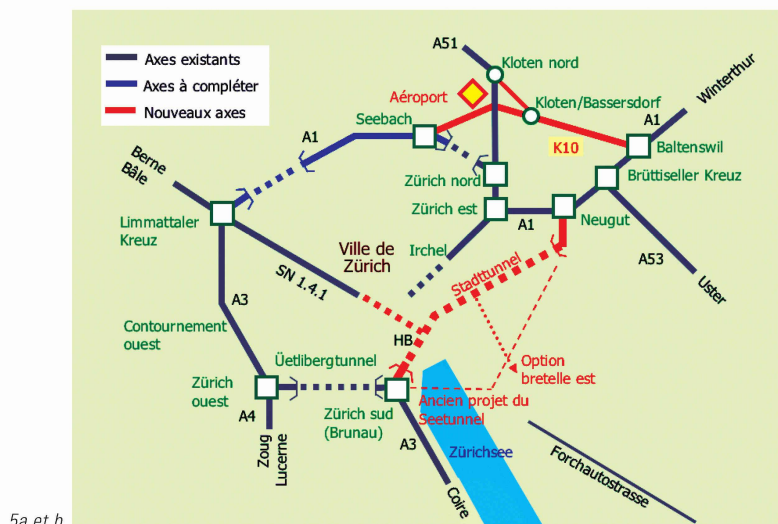 Axes existants
Axes à compléter
Nouveaux axes
A51
Kloten nord
Aéroport
Kloten/Bassersdorf
Winterthur
Seebach
A1
A1
K10
Baltenswil
Berne
Bâle
Zürich nord
Brüttiseller Kreuz
Limmattaler
Kreuz
Zürich est
A1
Neugut
Ville de
Zürich
Irchel
A53
Uster
SN 1.4.1
Stadttunnel
A3
HB
Contournement
ouest
Üetlibergtunnel
Option
bretelle est
Zürich
ouest
A4
Zürich sud
(Brunau)
Ancien projet du
Seetunnel
A3
Zoug
Lucerne
Zürichsee
Coire
Forchautostrasse
5a et b